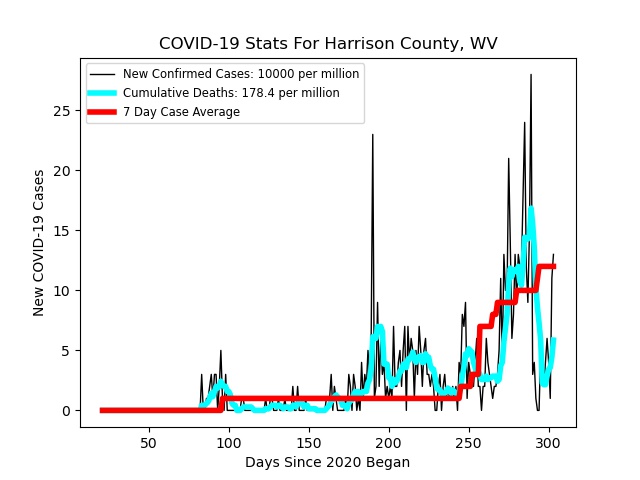 COVID-19 Stats For Harrison County, WV
New Confirmed Cases: 10000 per million
Cumulative Deaths: 178.4 per million
7 Day Case Average
New COVID-19 Cases
25
20
15
10
5
0
50 100 150 200 250 300
Days Since 2020 Began